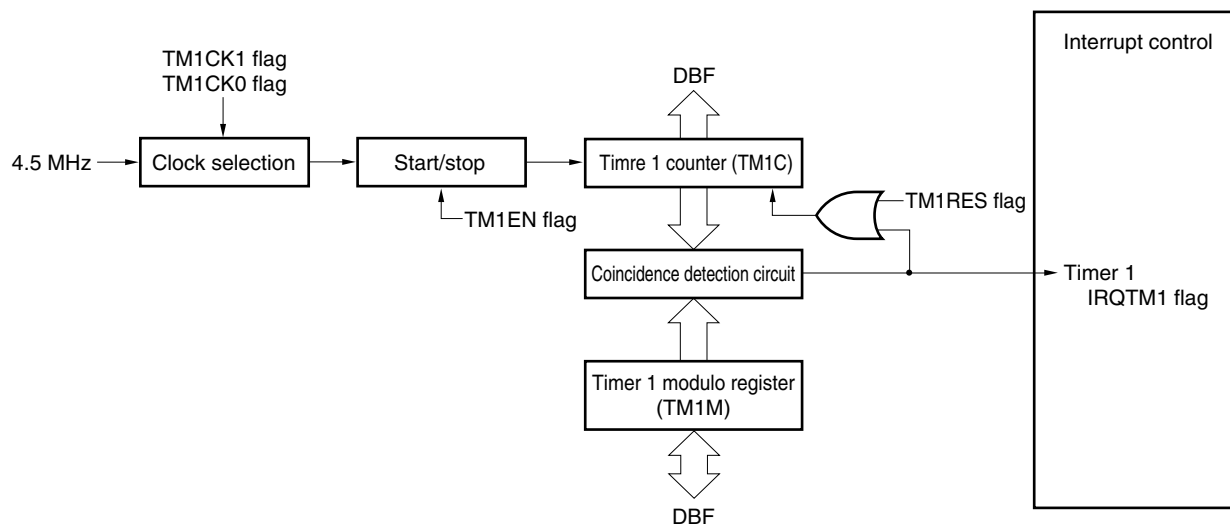 TM1CK1 flag
TM1CK0 flag
Interrupt control
DBF
4.5 MHz
Clock selection
Start/stop
Timre 1 counter (TM1C)
TM1RES flag
TM1EN flag
Coincidence detection circuit
Timer 1
IRQTM1 flag
Timer 1 modulo register
(TM1M)
DBF